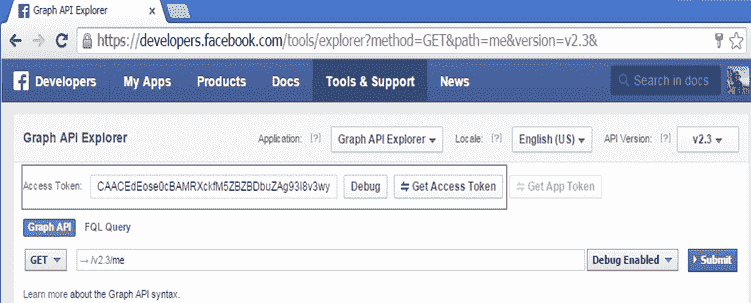 Graph API Explorer
https://developers.facebook.com/tools/explorer?method=GET&path=me&version=v2.3&
Developers My Apps Products Docs Tools & Support News Search in docs
Graph API Explorer Application: [?] Graph API Explorer Locale: [?] English (US) API Version: [?] v2.3
Access Token: CAACEdEose0cBAMRXckfM5ZBZBDbuZAg93I8v3wy Debug Get Access Token Get App Token
Graph API FQL Query
GET → /v2.3/me Debug Enabled Submit
Learn more about the Graph API syntax.